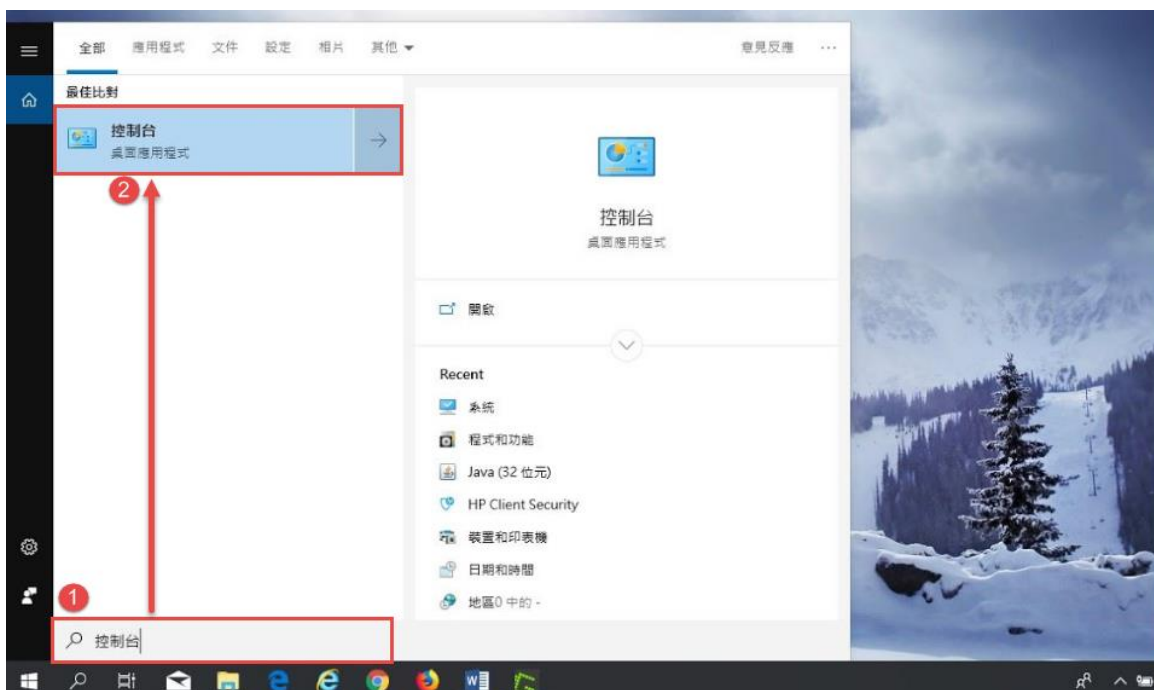 全部 應用程式 文件 設定 相片 其他 意見反應 ...
最佳比對
控制台
桌面應用程式
2
控制台
桌面應用程式
開啟
Recent
系統
程式和功能
Java (32 位元)
HP Client Security
裝置和印表機
日期和時間
地區0 中的 -
1
控制台